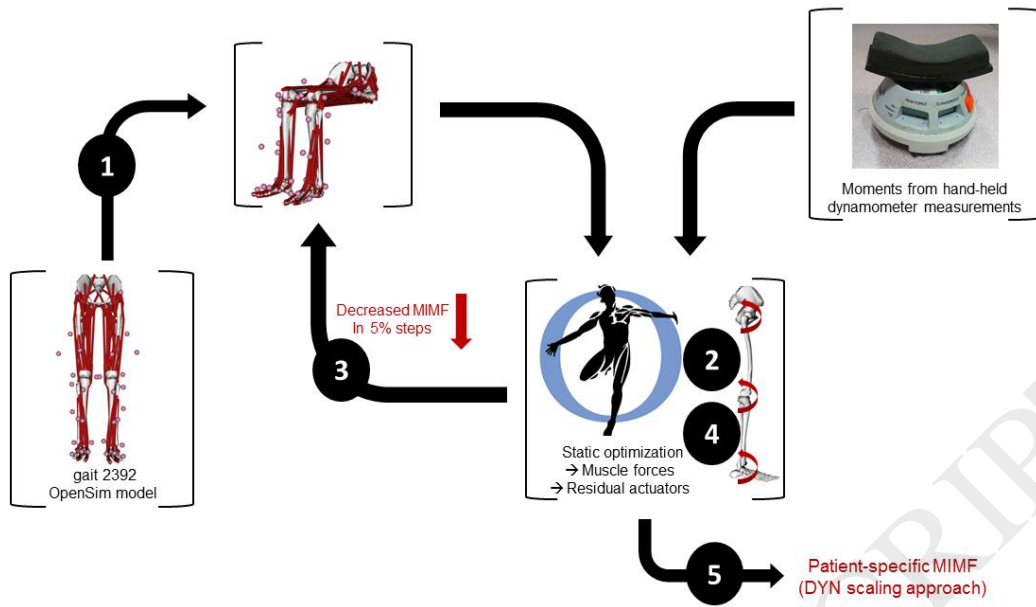 1
Moments from hand-held
dynamometer measurements
gait 2392
OpenSim model
Decreased MIMF
In 5% steps
3
2
4
Static optimization
→ Muscle forces
→ Residual actuators
5
Patient-specific MIMF
(DYN scaling approach)